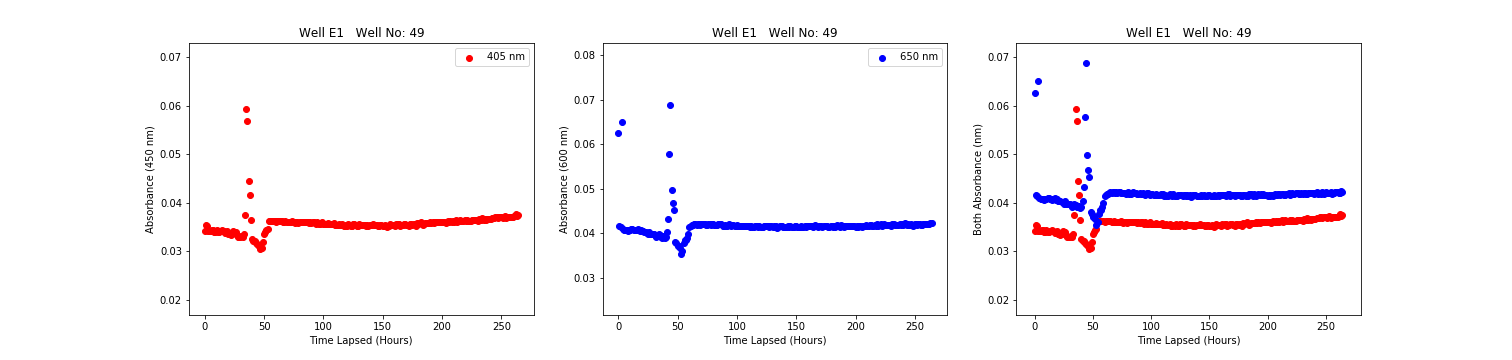 Well E1   Well No: 49
405 nm
Absorbance (450 nm)
0.07
0.06
0.05
0.04
0.03
0.02
0 50 100 150 200 250
Time Lapsed (Hours)
Well E1   Well No: 49
650 nm
Absorbance (600 nm)
0.08
0.07
0.06
0.05
0.04
0.03
0 50 100 150 200 250
Time Lapsed (Hours)
Well E1   Well No: 49
Both Absorbance (nm)
0.07
0.06
0.05
0.04
0.03
0.02
0 50 100 150 200 250
Time Lapsed (Hours)